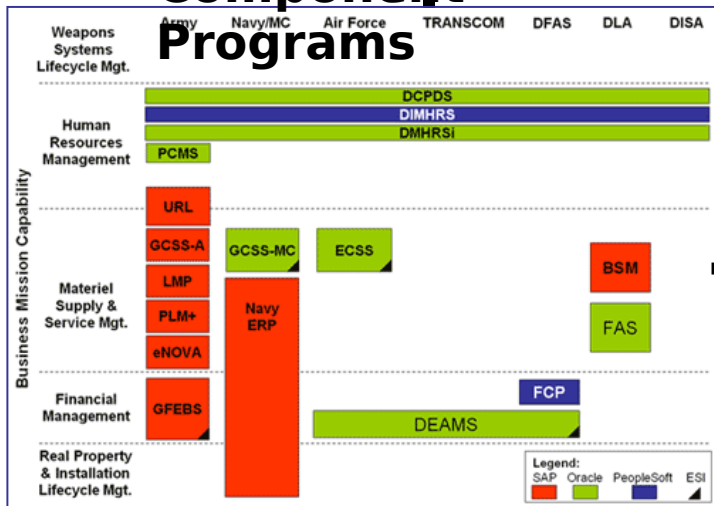 Component
Programs
Army Navy/MC Air Force TRANSCOM DFAS DLA DISA
Weapons
Systems
Lifecycle Mgt.
DCPDS
DIMHRS
DMHRSi
Human
Resources
Management
PCMS
URL
GCSS-A
GCSS-MC
ECSS
BSM
LMP
Materiel
Supply &
Service Mgt.
Navy
ERP
PLM+
FAS
eNOVA
Financial
Management
GFEBS
FCP
DEAMS
Real Property
& Installation
Lifecycle Mgt.
Business Mission Capability
Legend:
SAP Oracle PeopleSoft ESI